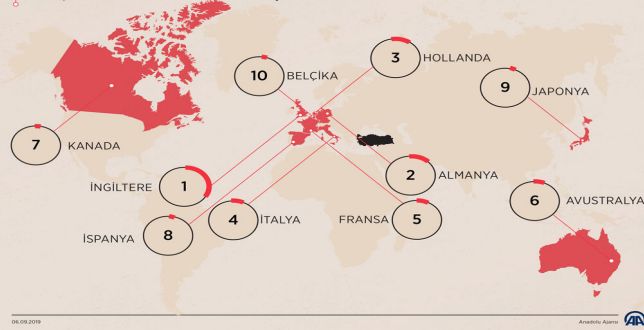 3 HOLLANDA
10 BELÇİKA
9 JAPONYA
7 KANADA
İNGİLTERE 1
2 ALMANYA
6 AVUSTRALYA
4 İTALYA
FRANSA 5
İSPANYA 8
06.09.2019
Anadolu Ajansı AA